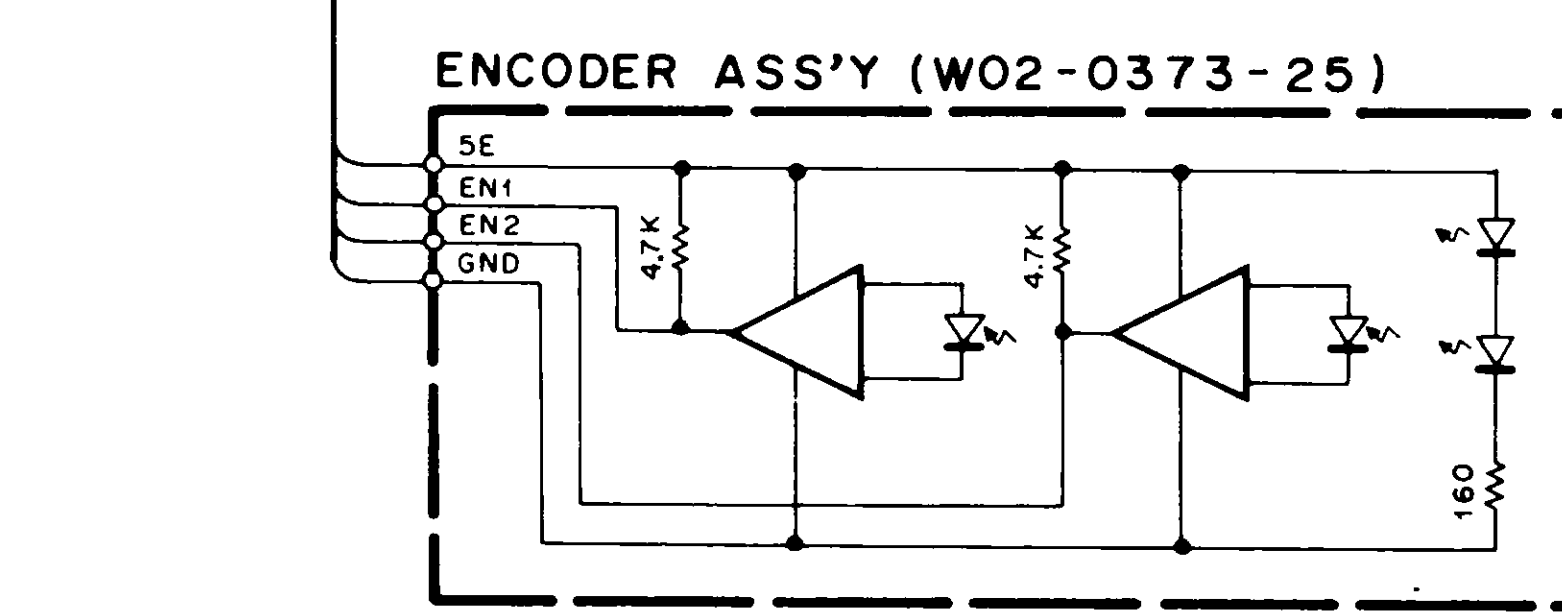 ENCODER ASS'Y (W02-0373-25)
5E
EN1
EN2
GND
4.7K
4.7K
160